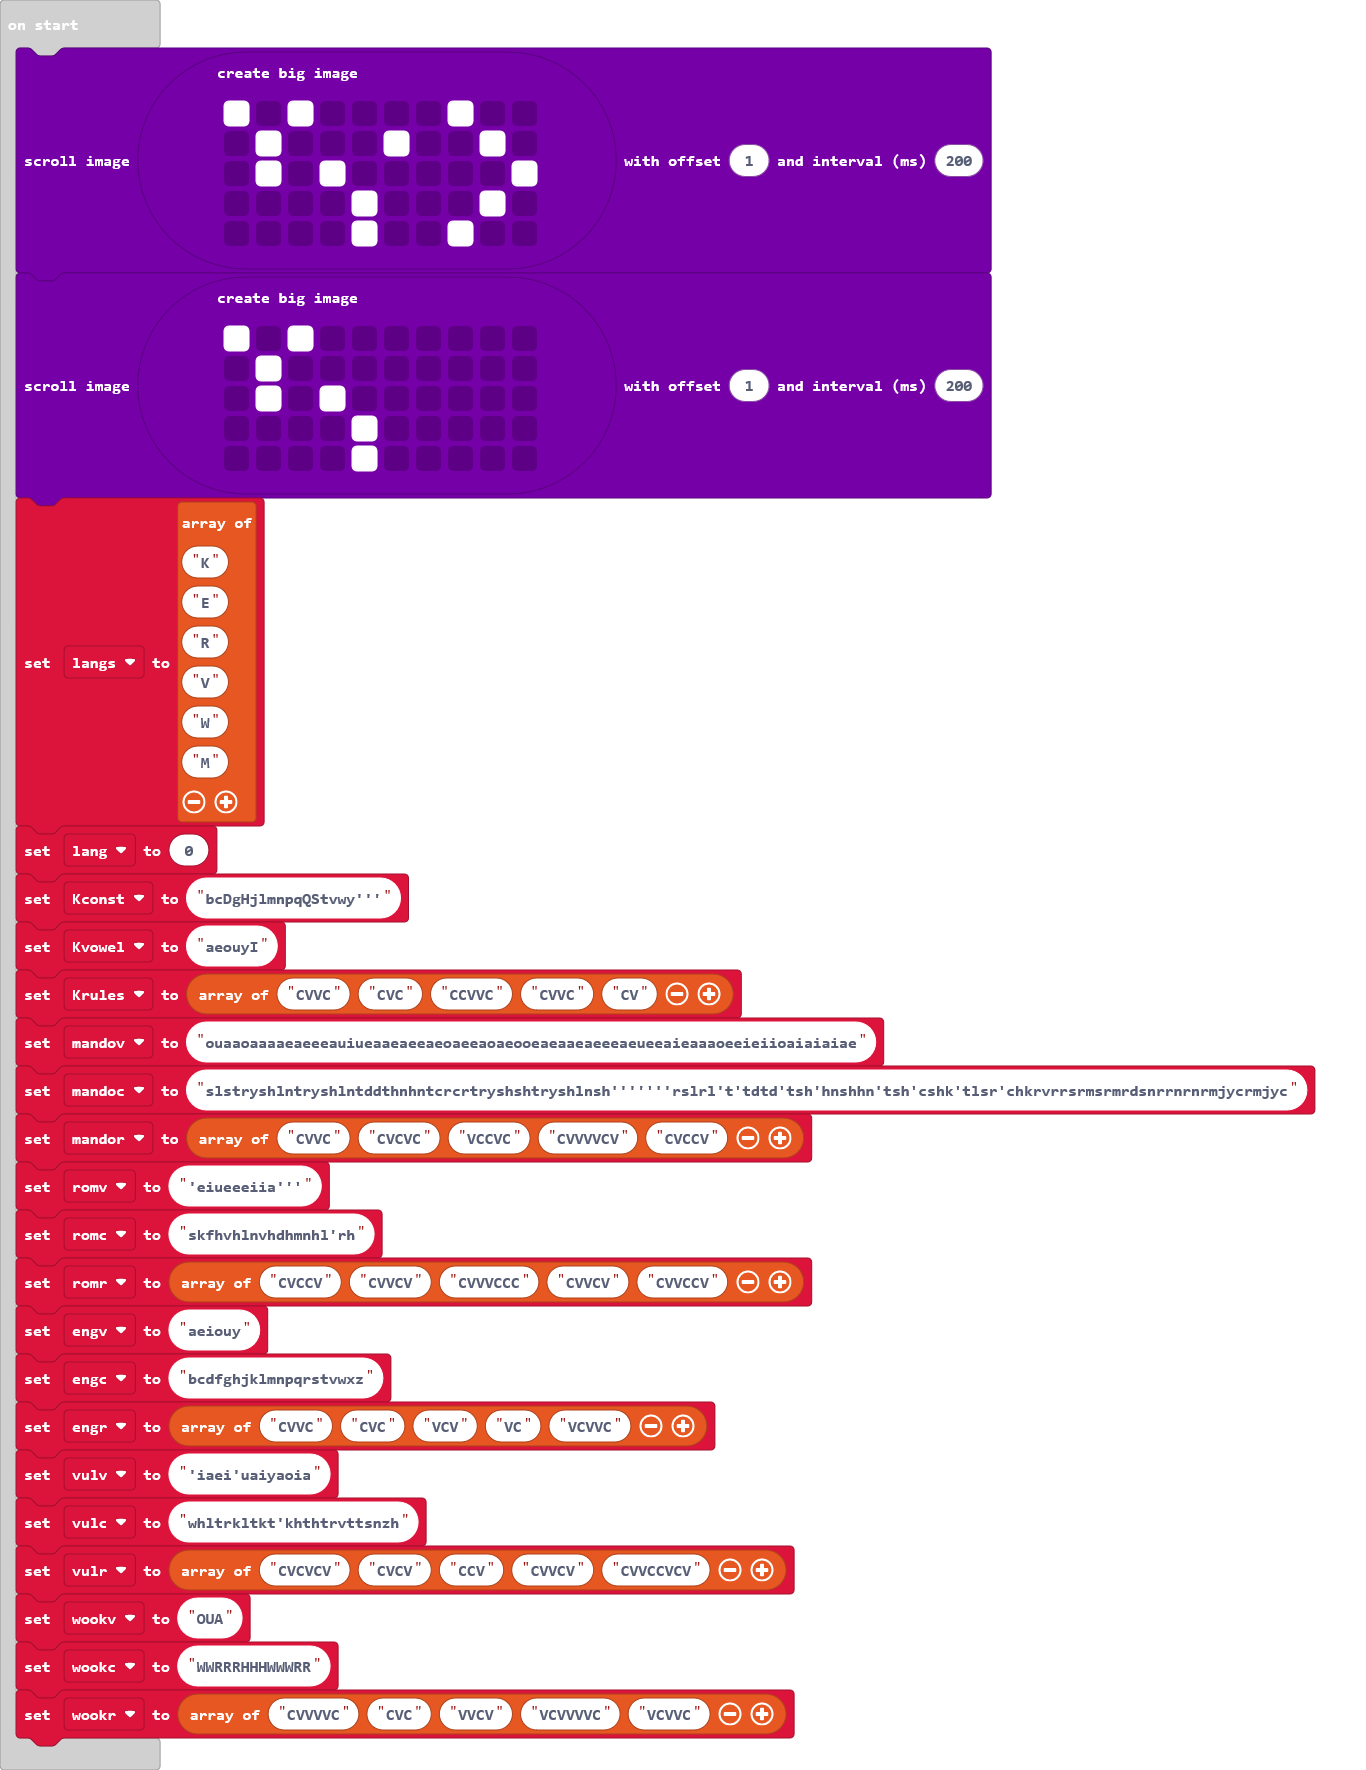 on start
create big image
scroll image with offset 1 and interval (ms) 200
create big image
scroll image with offset 1 and interval (ms) 200
array of
"K"
"E"
"R"
set langs to
"V"
"W"
"M"
set lang to 0
set Kconst to "bcDgHjlmnpqQStvwy'''"
set Kvowel to "aeouyI"
set Krules to array of "CVVC" "CVC" "CCVVC" "CVVC" "CV"
set mandov to "ouaaoaaaaeaeeeauiueaaeaeeaeoaeeaoaeooeaeaaeaeeeaeueeaieaaaoeeieiioaiaiaiae"
set mandoc to "slstryshlntryshlntddthnhntcrcrtryshshtryshlnsh'''''''rslrl't'tdtd'tsh'hnshhn'tsh'cshk'tlsr'chkrvrrsrmsrmrdsnrrnrnrmjycrmjyc"
set mandor to array of "CVVC" "CVCVC" "VCCVC" "CVVVVCV" "CVCCV"
set romv to "'eiueeeiia'''"
set romc to "skfhvhlnvhdhmnhl'rh"
set romr to array of "CVCCV" "CVVCV" "CVVVCCC" "CVVCV" "CVVCCV"
set engv to "aeiouy"
set engc to "bcdfghjklmnpqrstvwxz"
set engr to array of "CVVC" "CVC" "VCV" "VC" "VCVVC"
set vulv to "'iaei'uaiyaoia"
set vulc to "whltrkltkt'khthtrvttsnzh"
set vulr to array of "CVCVCV" "CVCV" "CCV" "CVVCV" "CVVCCVCV"
set wookv to "OUA"
set wookc to "WWRRRHHHWWWRR"
set wookr to array of "CVVVVC" "CVC" "VVCV" "VCVVVVC" "VCVVC"